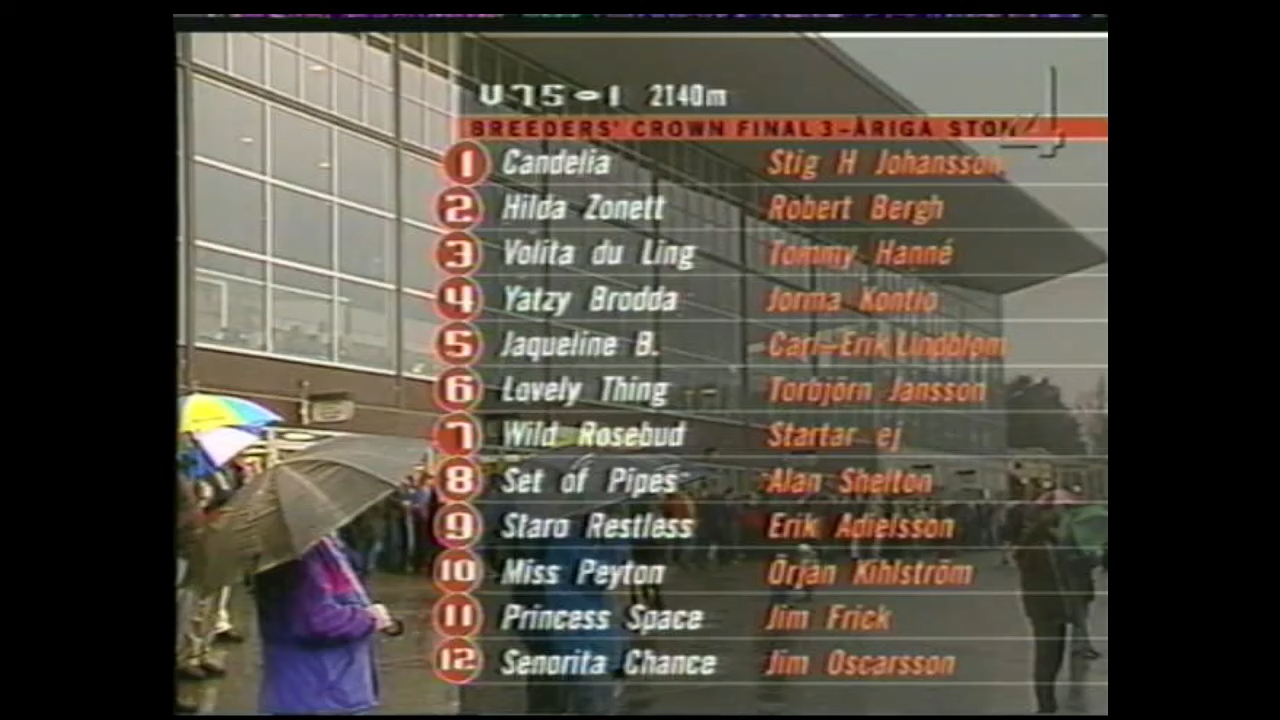 V75-1 2140m
BREEDERS' CROWN FINAL 3-ÅRIGA STON
1 Candelia Stig H Johansson
2 Hilda Zonett Robert Bergh
3 Volita du Ling Tommy Hanné
4 Yatzy Brodda Jorma Kontio
5 Jaqueline B. Carl-Erik Lindblom
6 Lovely Thing Torbjörn Jansson
7 Wild Rosebud Startar ej
8 Set of Pipes Alan Shelton
9 Staro Restless Erik Adielsson
10 Miss Peyton Örjan Kihlström
11 Princess Space Jim Frick
12 Senorita Chance Jim Oscarsson
4